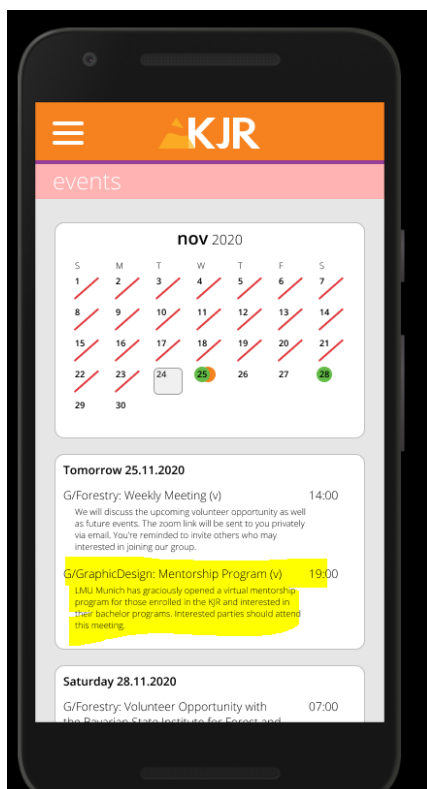 KJR
events
nov 2020
S M T W T F S
1 2 3 4 5 6 7
8 9 10 11 12 13 14
15 16 17 18 19 20 21
22 23 24 25 26 27 28
29 30
Tomorrow 25.11.2020
G/Forestry: Weekly Meeting (v) 14:00
We will discuss the upcoming volunteer opportunity as well
as future events. The zoom link will be sent to you privately
via email. You're reminded to invite others who may
interested in joining our group.
G/GraphicDesign: Mentorship Program (v) 19:00
LMU Munich has graciously opened a virtual mentorship
program for those enrolled in the KJR and interested in
their bachelor programs. Interested parties should attend
this meeting.
Saturday 28.11.2020
G/Forestry: Volunteer Opportunity with 07:00
the Bavarian State Institute for Forest and